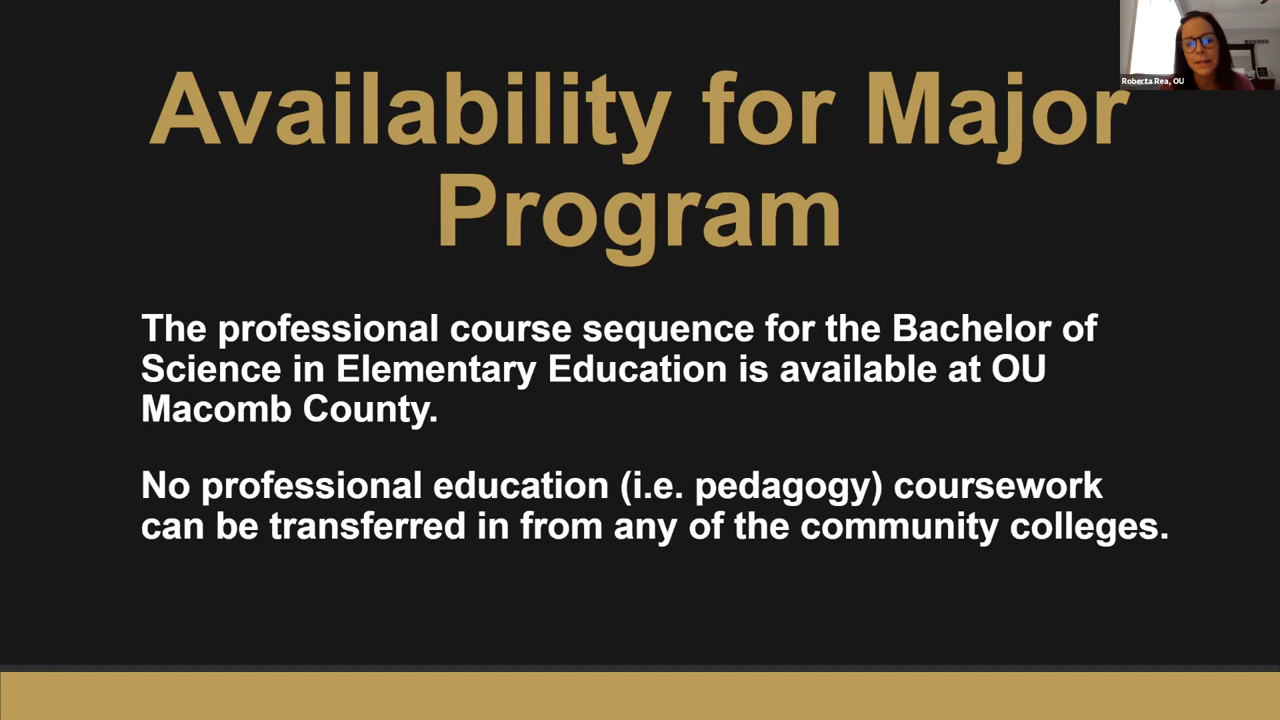 Roberta Rea, OU
Availability for Major
Program
The professional course sequence for the Bachelor of
Science in Elementary Education is available at OU
Macomb County.
No professional education (i.e. pedagogy) coursework
can be transferred in from any of the community colleges.